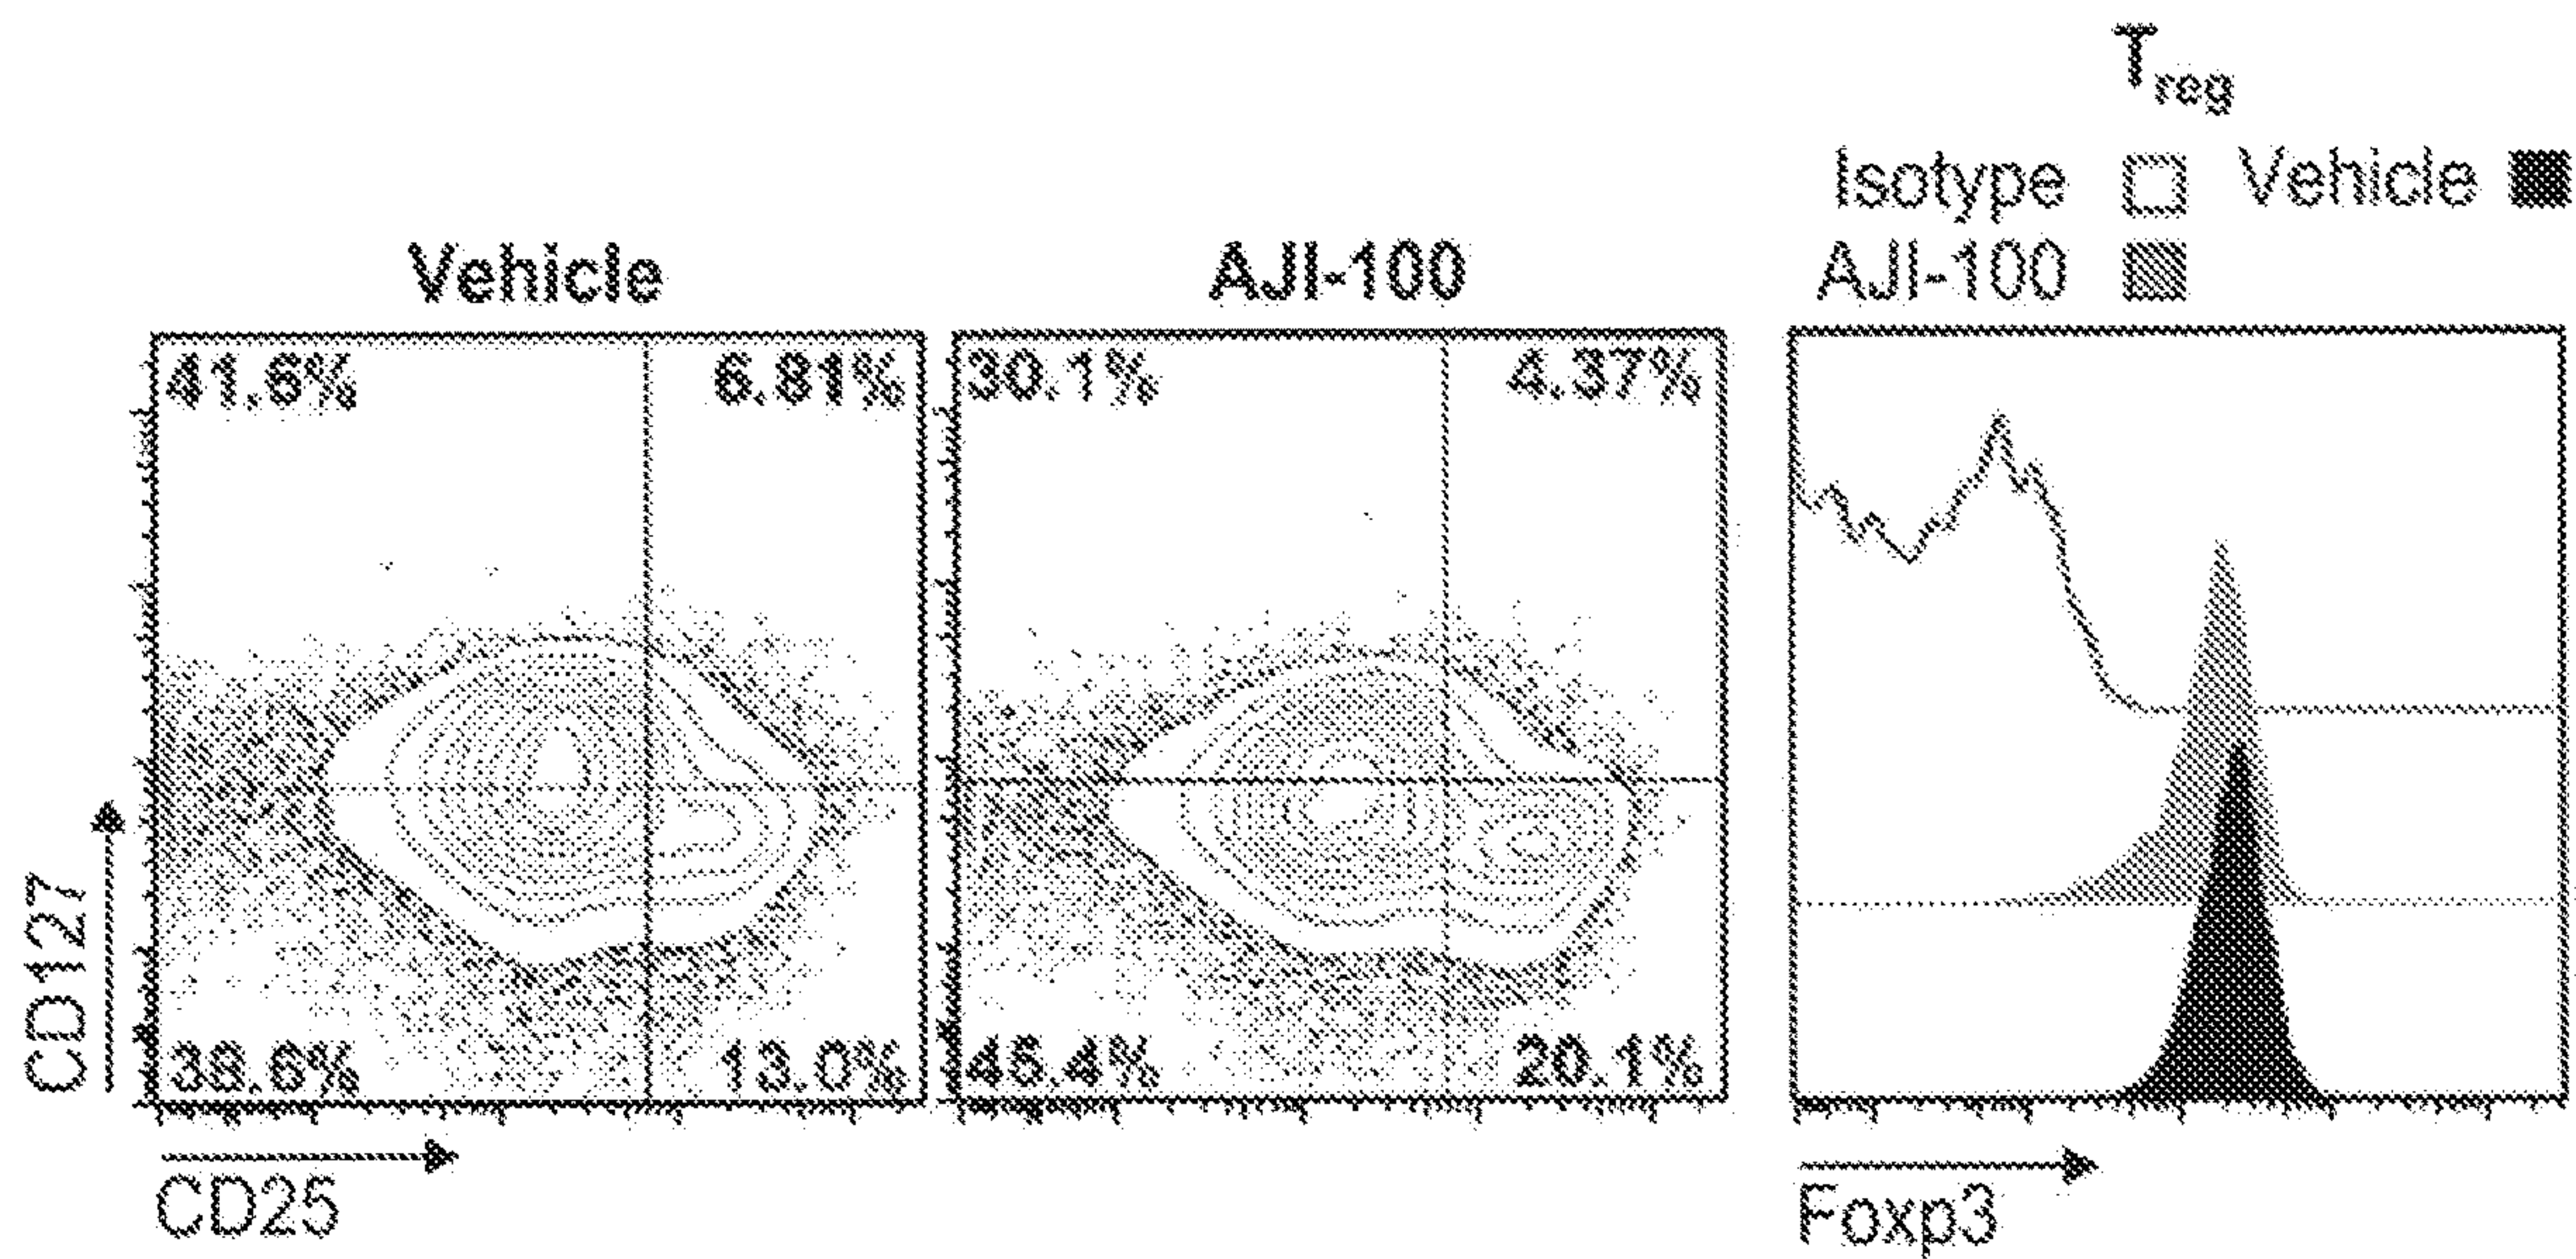 T reg
Isotype Vehicle
AJI-100
Vehicle AJI-100
41.6% 6.81% 30.1% 4.37%
38.6% 13.0% 45.4% 20.1%
CD127
CD25
Foxp3